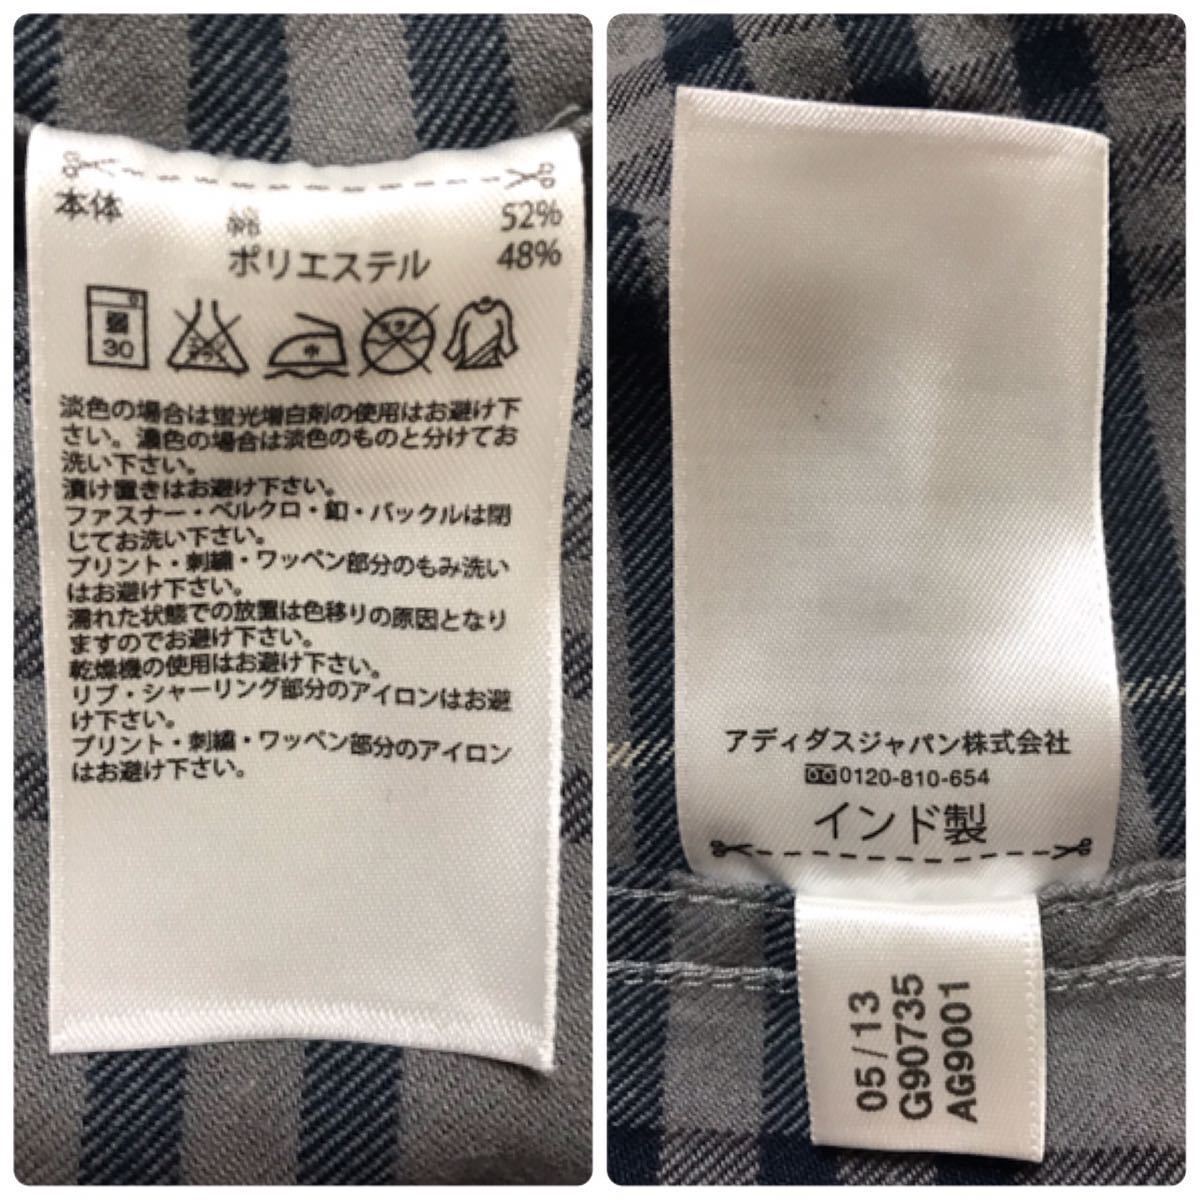 本体 綿 52%
ポリエステル 48%
弱
30
中
淡色の場合は蛍光増白剤の使用はお避け下
さい。濃色の場合は淡色のものと分けてお
洗い下さい。
漬け置きはお避け下さい。
ファスナー・ベルクロ・釦・バックルは閉
じてお洗い下さい。
プリント・刺繍・ワッペン部分のもみ洗い
はお避け下さい。
濡れた状態での放置は色移りの原因となり
ますのでお避け下さい。
乾燥機の使用はお避け下さい。
リブ・シャーリング部分のアイロンはお避
け下さい。
プリント・刺繍・ワッペン部分のアイロン
はお避け下さい。
アディダスジャパン株式会社
0120-810-654
インド製
05/13
G90735
AG9001